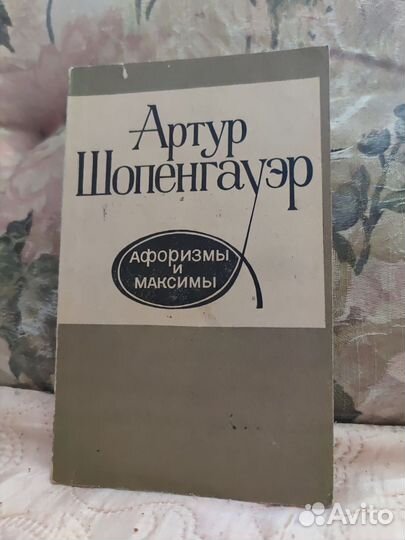 Артур
Шопенгауэр
Афоризмы
и
максимы
Avito